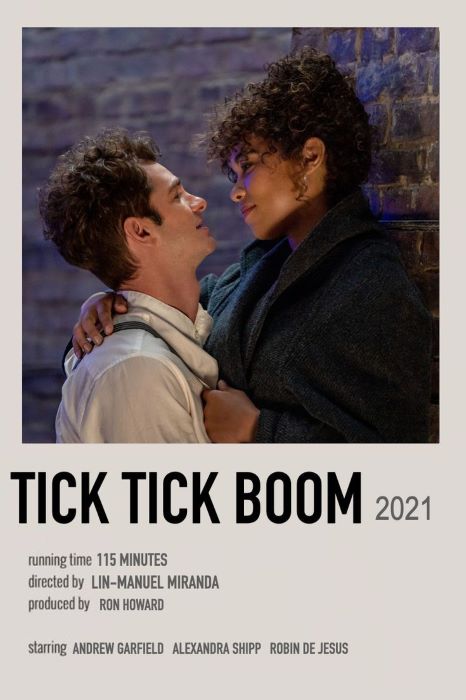 TICK TICK BOOM 2021
running time 115 MINUTES
directed by LIN-MANUEL MIRANDA
produced by RON HOWARD
starring ANDREW GARFIELD ALEXANDRA SHIPP ROBIN DE JESUS